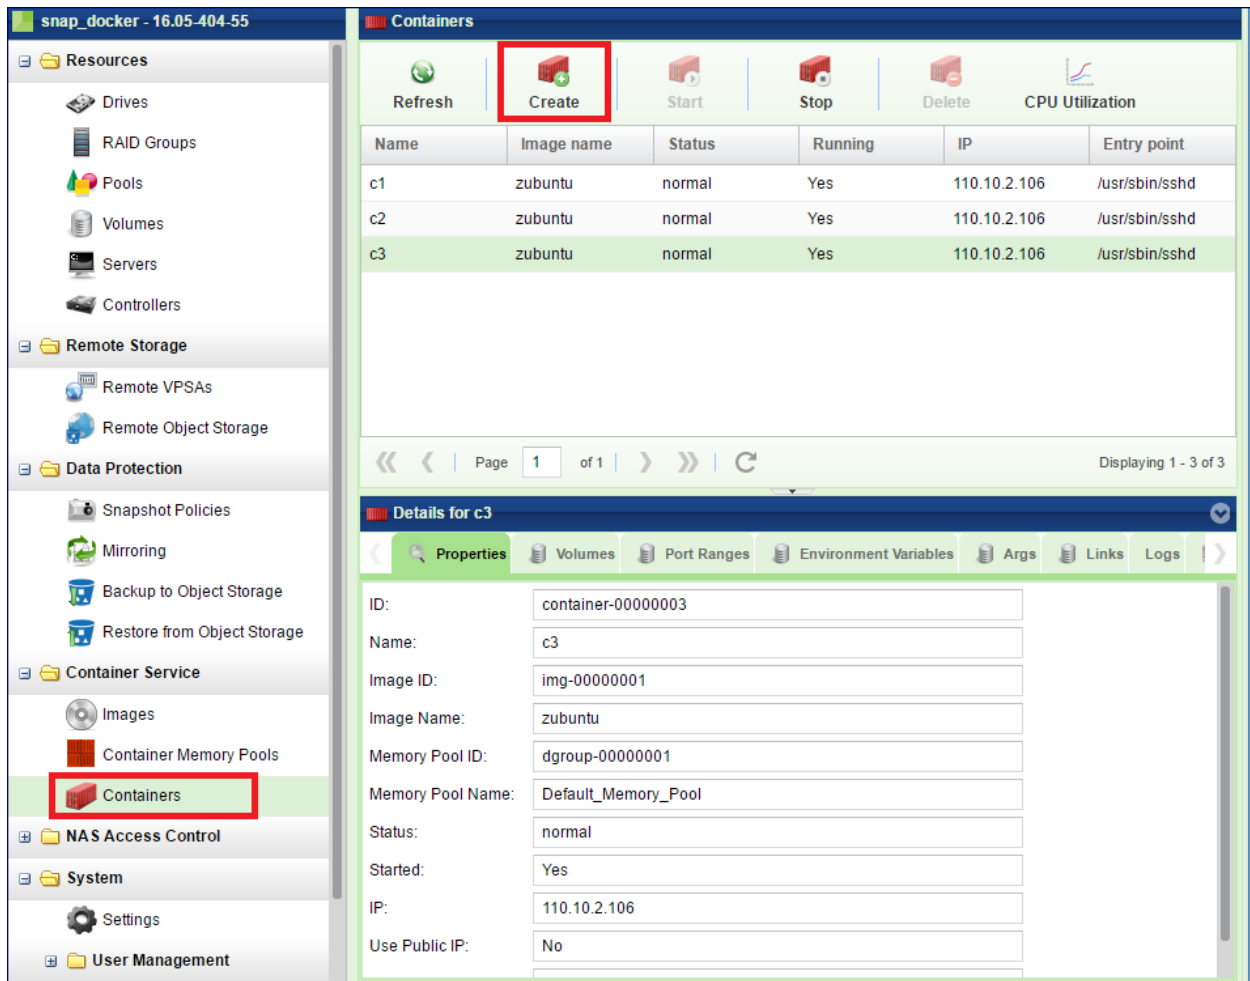 snap_docker - 16.05-404-55
Resources
Drives
RAID Groups
Pools
Volumes
Servers
Controllers
Remote Storage
Remote VPSAs
Remote Object Storage
Data Protection
Snapshot Policies
Mirroring
Backup to Object Storage
Restore from Object Storage
Container Service
Images
Container Memory Pools
Containers
NAS Access Control
System
Settings
User Management
Containers
Refresh Create Start Stop Delete CPU Utilization
Name Image name Status Running IP Entry point
c1 zubuntu normal Yes 110.10.2.106 /usr/sbin/sshd
c2 zubuntu normal Yes 110.10.2.106 /usr/sbin/sshd
c3 zubuntu normal Yes 110.10.2.106 /usr/sbin/sshd
Page 1 of 1 Displaying 1 - 3 of 3
Details for c3
Properties Volumes Port Ranges Environment Variables Args Links Logs
ID: container-00000003
Name: c3
Image ID: img-00000001
Image Name: zubuntu
Memory Pool ID: dgroup-00000001
Memory Pool Name: Default_Memory_Pool
Status: normal
Started: Yes
IP: 110.10.2.106
Use Public IP: No